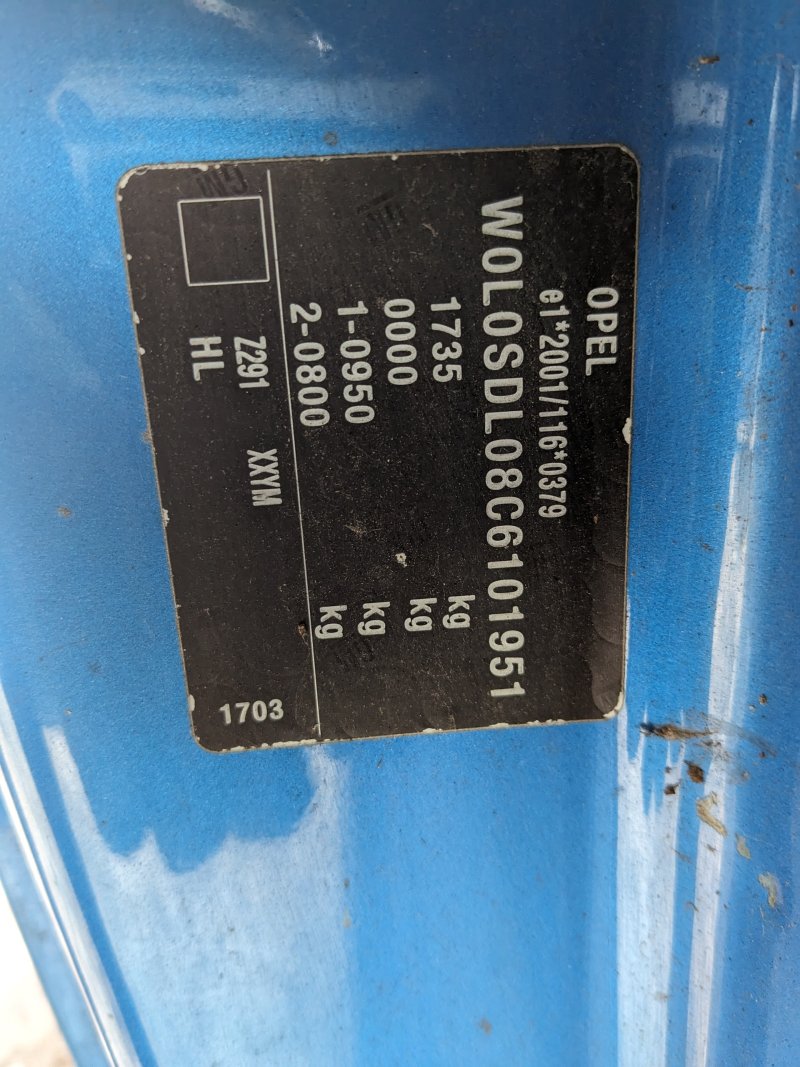 OPEL
e1*2001/116*0379
W0L0SDL08C6101951
1735 kg
0000 kg
1-0950 kg
2-0800 kg
Z291 XXYM
HL
1703
GM